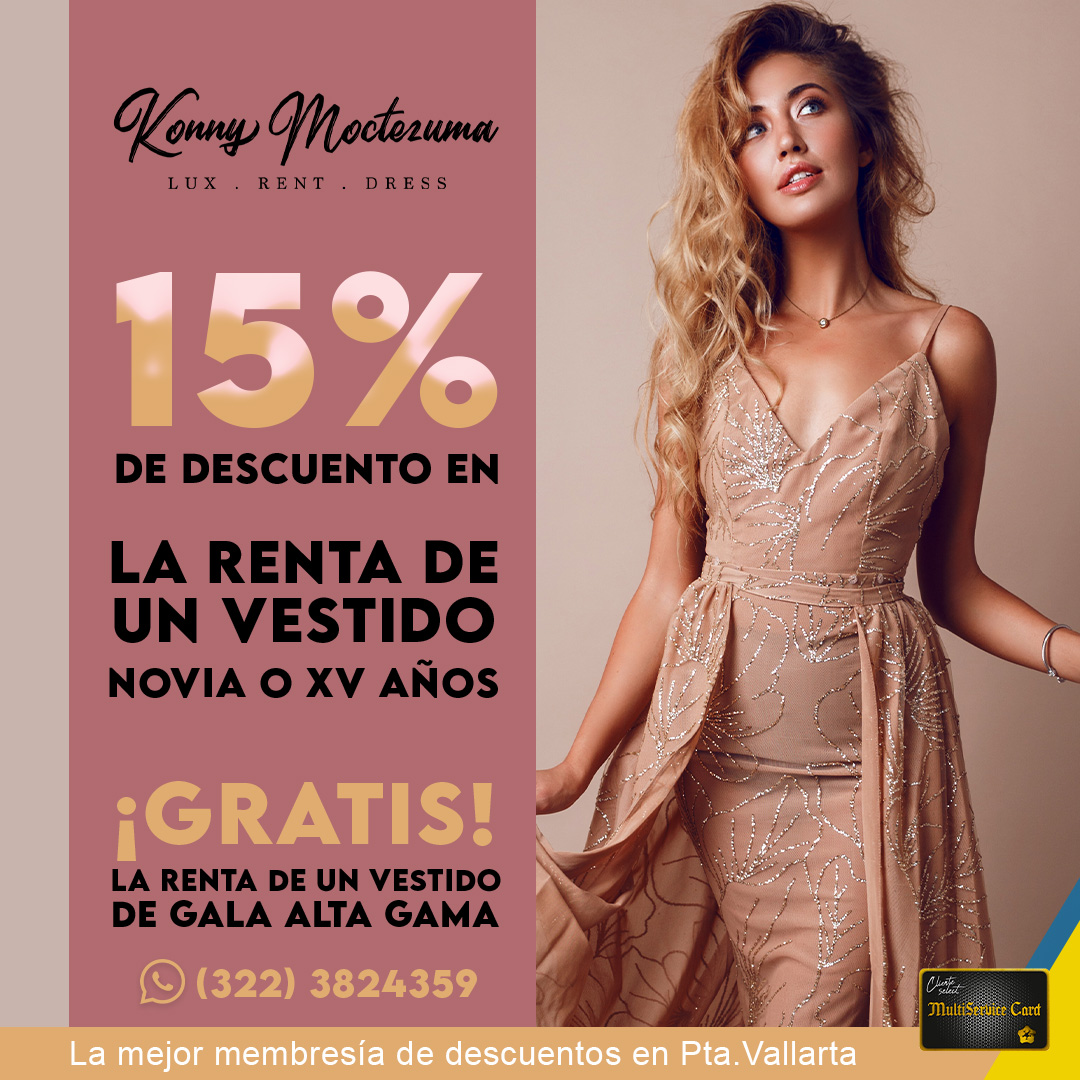 Konny Moctezuma
LUX . RENT . DRESS
15%
DE DESCUENTO EN
LA RENTA DE
UN VESTIDO
NOVIA O XV AÑOS
¡GRATIS!
LA RENTA DE UN VESTIDO
DE GALA ALTA GAMA
(322) 3824359
Cliente
select
MultiService Card
La mejor membresía de descuentos en Pta.Vallarta